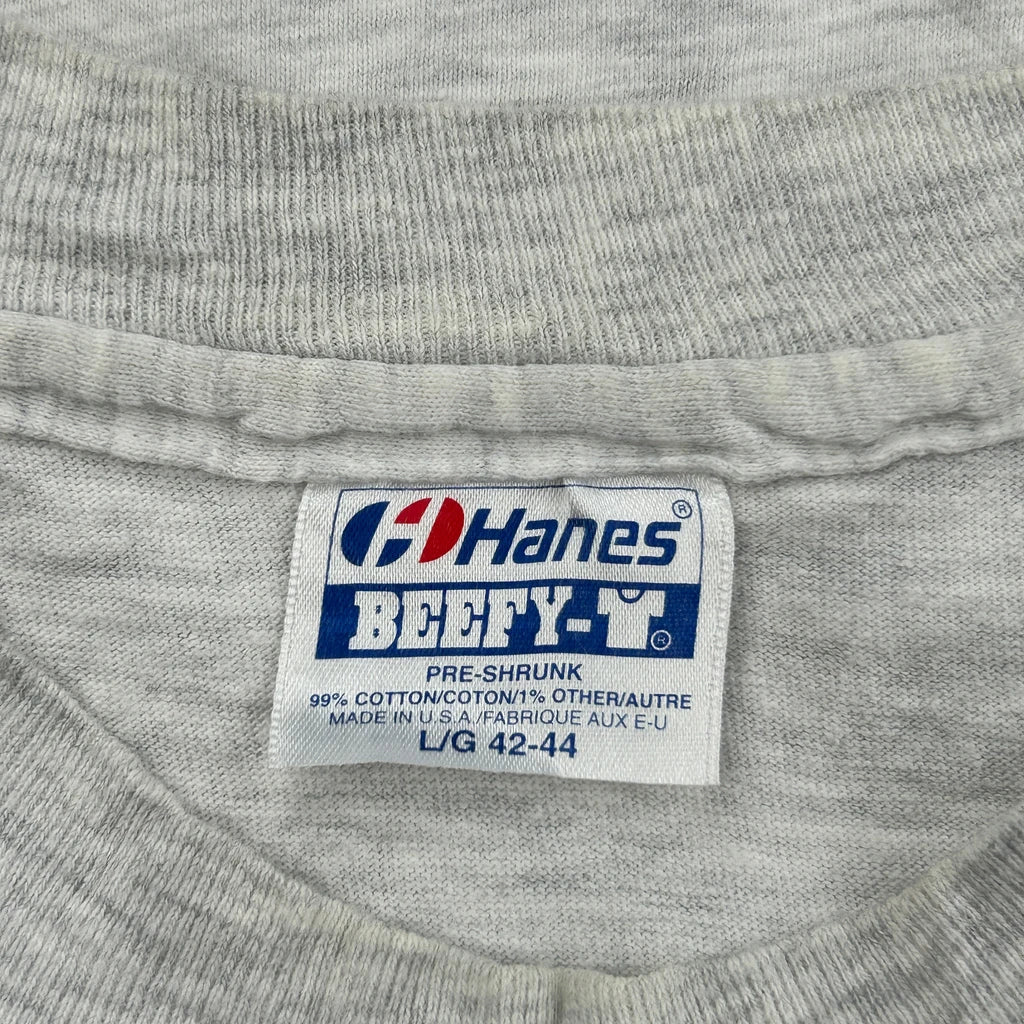 Hanes®
BEEFY-T®
PRE-SHRUNK
99% COTTON/COTON/1% OTHER/AUTRE
MADE IN U.S.A./FABRIQUE AUX E-U
L/G 42-44